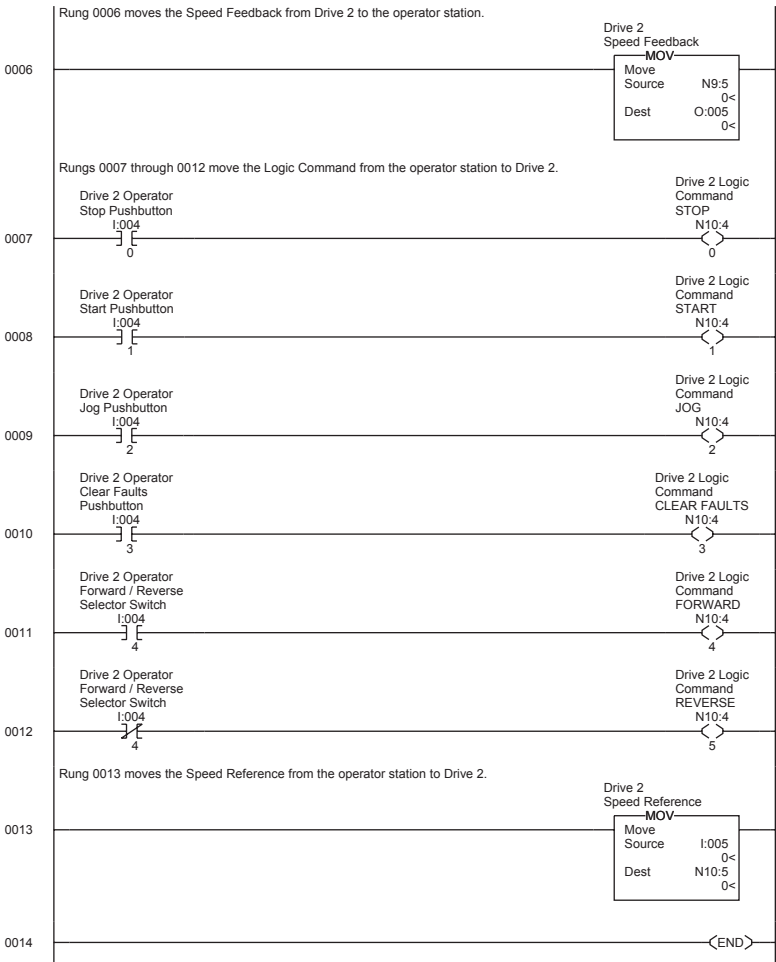 Rung 0006 moves the Speed Feedback from Drive 2 to the operator station.
Drive 2
Speed Feedback
MOV
0006
Move
Source N9:5
0<
Dest O:005
0<
Rungs 0007 through 0012 move the Logic Command from the operator station to Drive 2.
Drive 2 Operator
Stop Pushbutton
I:004
0
Drive 2 Logic
Command
STOP
N10:4
0
0007
Drive 2 Operator
Start Pushbutton
I:004
1
Drive 2 Logic
Command
START
N10:4
1
0008
Drive 2 Operator
Jog Pushbutton
I:004
2
Drive 2 Logic
Command
JOG
N10:4
2
0009
Drive 2 Operator
Clear Faults
Pushbutton
I:004
3
Drive 2 Logic
Command
CLEAR FAULTS
N10:4
3
0010
Drive 2 Operator
Forward / Reverse
Selector Switch
I:004
4
Drive 2 Logic
Command
FORWARD
N10:4
4
0011
Drive 2 Operator
Forward / Reverse
Selector Switch
I:004
4
Drive 2 Logic
Command
REVERSE
N10:4
5
0012
Rung 0013 moves the Speed Reference from the operator station to Drive 2.
Drive 2
Speed Reference
MOV
0013
Move
Source I:005
0<
Dest N10:5
0<
0014
END